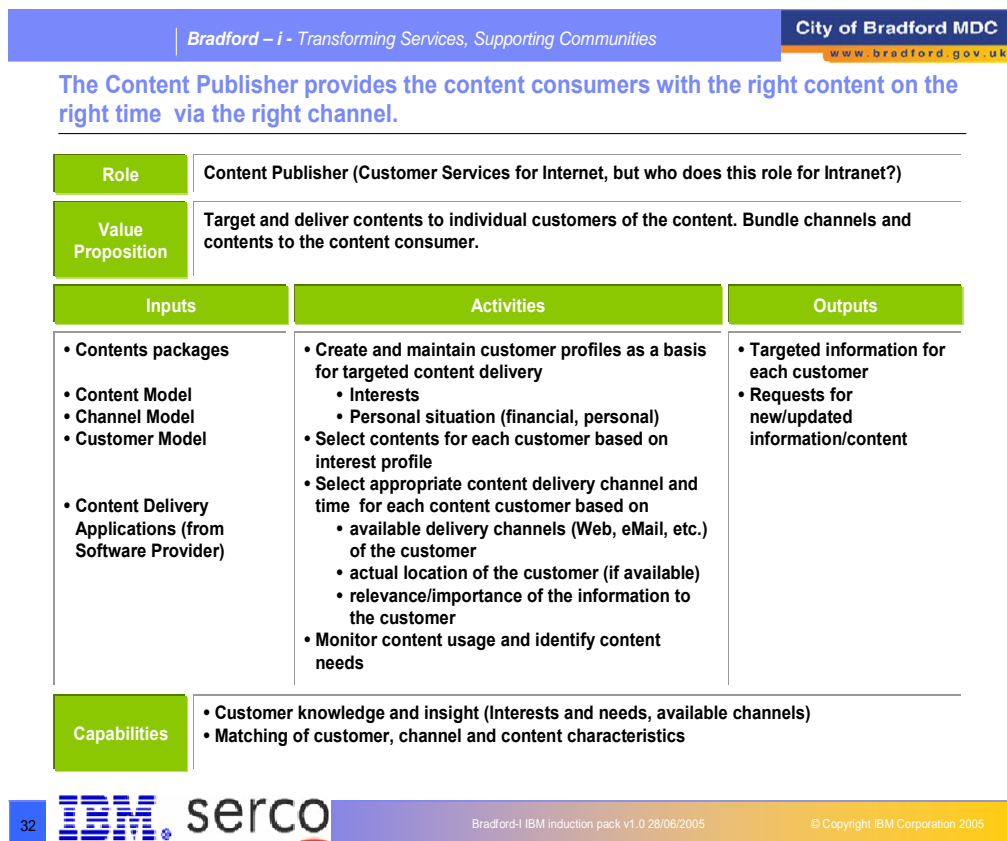 Bradford – i - Transforming Services, Supporting Communities
City of Bradford MDC
www.bradford.gov.uk
The Content Publisher provides the content consumers with the right content on the
right time via the right channel.
Role
Content Publisher (Customer Services for Internet, but who does this role for Intranet?)
Value
Proposition
Target and deliver contents to individual customers of the content. Bundle channels and
contents to the content consumer.
Inputs
Activities
Outputs
• Contents packages
• Content Model
• Channel Model
• Customer Model
• Content Delivery
Applications (from
Software Provider)
• Create and maintain customer profiles as a basis
for targeted content delivery
• Interests
• Personal situation (financial, personal)
• Select contents for each customer based on
interest profile
• Select appropriate content delivery channel and
time for each content customer based on
• available delivery channels (Web, eMail, etc.)
of the customer
• actual location of the customer (if available)
• relevance/importance of the information to
the customer
• Monitor content usage and identify content
needs
• Targeted information for
each customer
• Requests for
new/updated
information/content
Capabilities
• Customer knowledge and insight (Interests and needs, available channels)
• Matching of customer, channel and content characteristics
32
IBM.
serco
Bradford-I IBM induction pack v1.0 28/06/2005
© Copyright IBM Corporation 2005